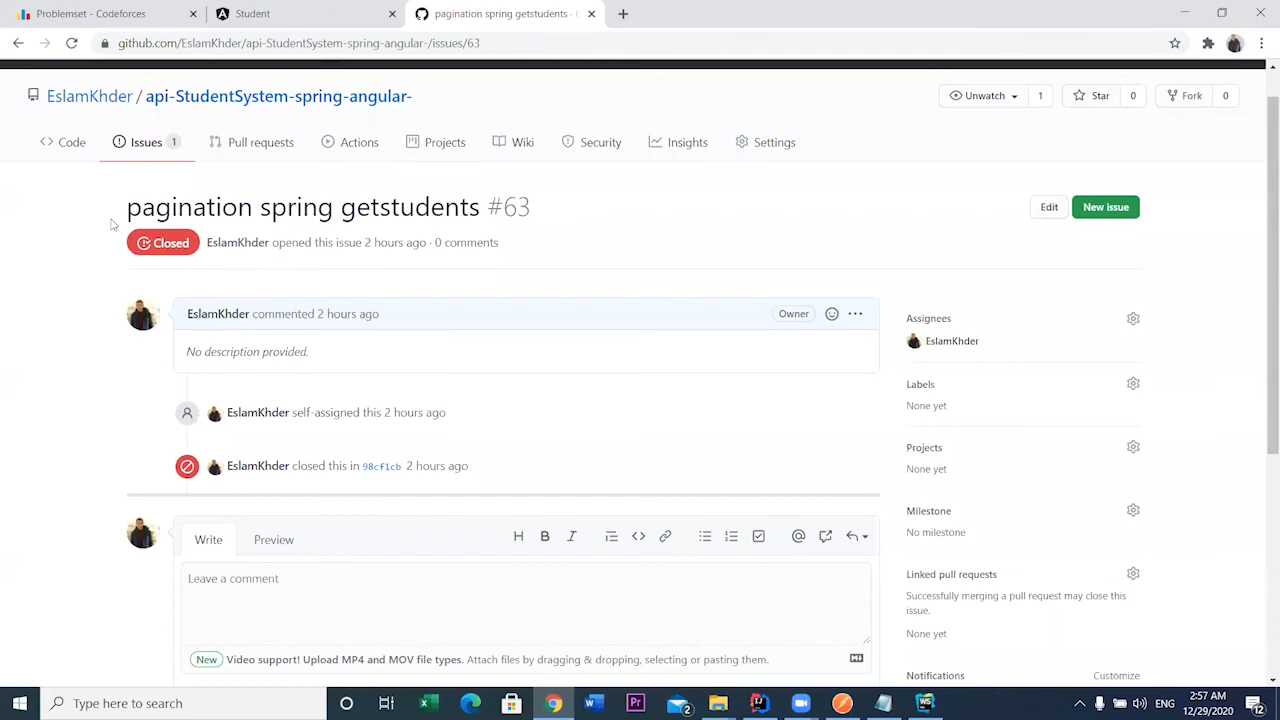 Problemset - Codeforces
Student
pagination spring getstudents ·
github.com/EslamKhder/api-StudentSystem-spring-angular-/issues/63
EslamKhder / api-StudentSystem-spring-angular-
Unwatch 1
Star 0
Fork 0
Code
Issues 1
Pull requests
Actions
Projects
Wiki
Security
Insights
Settings
pagination spring getstudents #63
Edit
New issue
Closed
EslamKhder opened this issue 2 hours ago · 0 comments
EslamKhder commented 2 hours ago
Owner
No description provided.
EslamKhder self-assigned this 2 hours ago
EslamKhder closed this in 98cf1cb 2 hours ago
Assignees
EslamKhder
Labels
None yet
Projects
None yet
Milestone
No milestone
Linked pull requests
Successfully merging a pull request may close this
issue.
None yet
Notifications
Customize
Write
Preview
Leave a comment
New Video support! Upload MP4 and MOV file types. Attach files by dragging & dropping, selecting or pasting them.
Type here to search
ENG
2:57 AM
12/29/2020